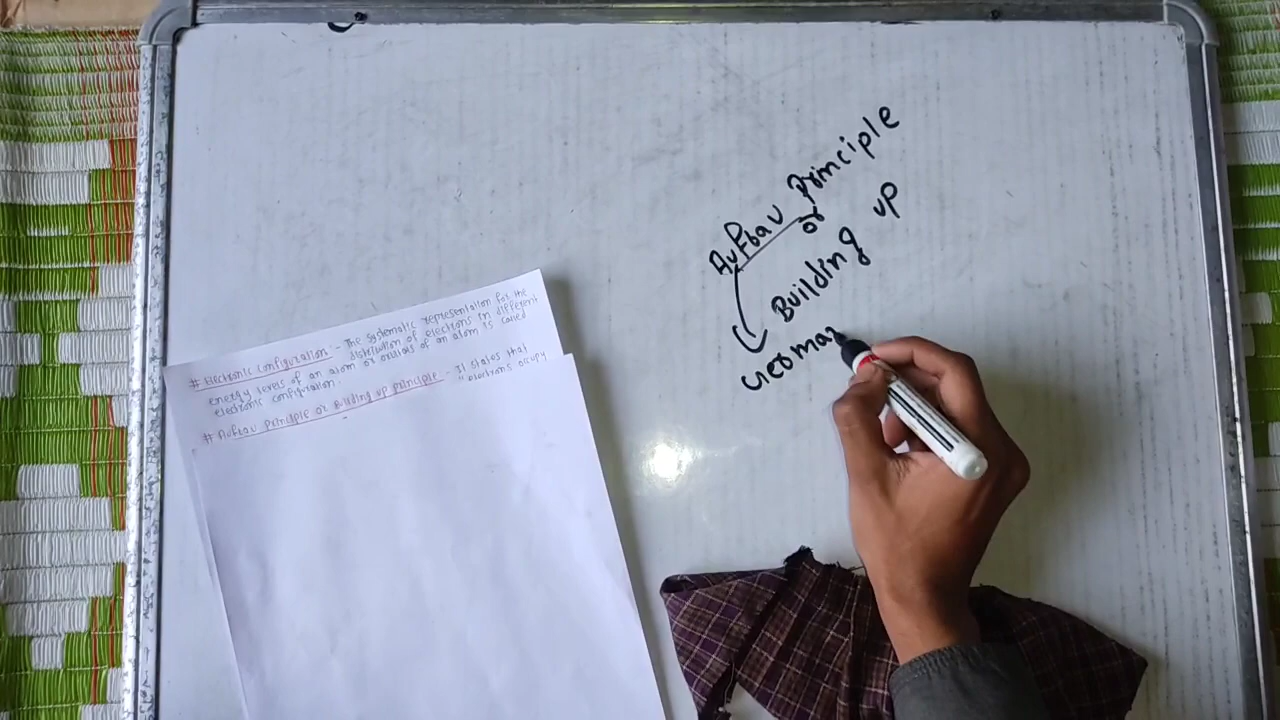 # Electronic Configuration :- The systematic representation for the
distribution of electrons in different
energy levels of an atom or orbitals of an atom is called
electronic configuration.
# Aufbau principle or Building up principle :- It states that
"electrons occupy
Aufbau Principle
or
Building up
German